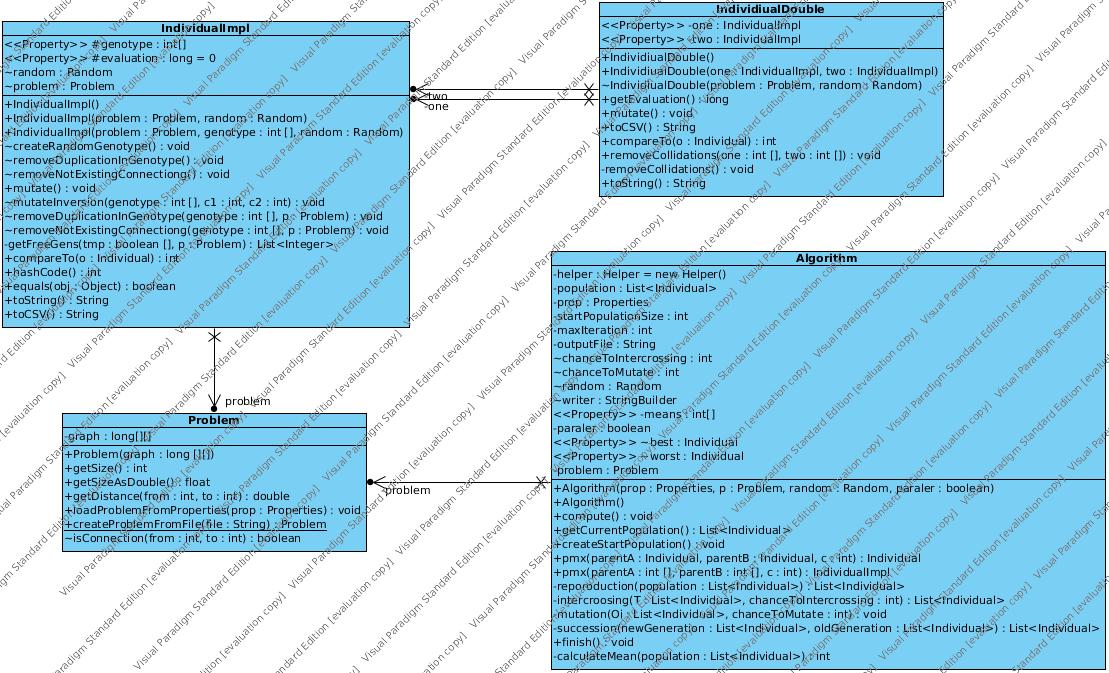 IndividualImpl
<<Property>> #genotype : int[]
<<Property>> #evaluation : long = 0
~random : Random
~problem : Problem
+IndividualImpl()
+IndividualImpl(problem : Problem, random : Random)
+IndividualImpl(problem : Problem, genotype : int [], random : Random)
~createRandomGenotype() : void
~removeDuplicationInGenotype() : void
~removeNotExistingConnectiong() : void
+mutate() : void
~mutateInversion(genotype : int [], c1 : int, c2 : int) : void
~removeDuplicationInGenotype(genotype : int [], p : Problem) : void
~removeNotExistingConnectiong(genotype : int [], p : Problem) : void
-getFreeGens(tmp : boolean [], p : Problem) : List<Integer>
+compareTo(o : Individual) : int
+hashCode() : int
+equals(obj : Object) : boolean
+toString() : String
+toCSV() : String
two
one
IndividiualDouble
<<Property>> -one : IndividualImpl
<<Property>> -two : IndividualImpl
+IndividiualDouble()
+IndividiualDouble(one : IndividualImpl, two : IndividualImpl)
~IndividiualDouble(problem : Problem, random : Random)
+getEvaluation() : long
+mutate() : void
+toCSV() : String
+compareTo(o : Individual) : int
+removeCollidations(one : int [], two : int []) : void
-removeCollidations() : void
+toString() : String
problem
Problem
-graph : long[][]
+Problem(graph : long [][])
+getSize() : int
+getSizeAsDouble() : float
+getDistance(from : int, to : int) : double
+loadProblemFromProperties(prop : Properties) : void
+createProblemFromFile(file : String) : Problem
~isConnection(from : int, to : int) : boolean
problem
Algorithm
-helper : Helper = new Helper()
-population : List<Individual>
-prop : Properties
-startPopulationSize : int
-maxIteration : int
-outputFile : String
~chanceToIntercrossing : int
~chanceToMutate : int
~random : Random
~writer : StringBuilder
<<Property>> -means : int[]
-paraler : boolean
<<Property>> ~best : Individual
<<Property>> ~worst : Individual
-problem : Problem
+Algorithm(prop : Properties, p : Problem, random : Random, paraler : boolean)
+Algorithm()
+compute() : void
+getCurrentPopulation() : List<Individual>
+createStartPopulation() : void
+pmx(parentA : Individual, parentB : Individual, c : int) : Individual
+pmx(parentA : int [], parentB : int [], c : int) : IndividualImpl
-reporoduction(population : List<Individual>) : List<Individual>
-intercroosing(T : List<Individual>, chanceToIntercrossing : int) : List<Individual>
-mutation(Oi : List<Individual>, chanceToMutate : int) : void
-succession(newGeneration : List<Individual>, oldGeneration : List<Individual>) : List<Individual>
+finish() : void
-calculateMean(population : List<Individual>) : int
Visual Paradigm Standard Edition [evaluation copy]